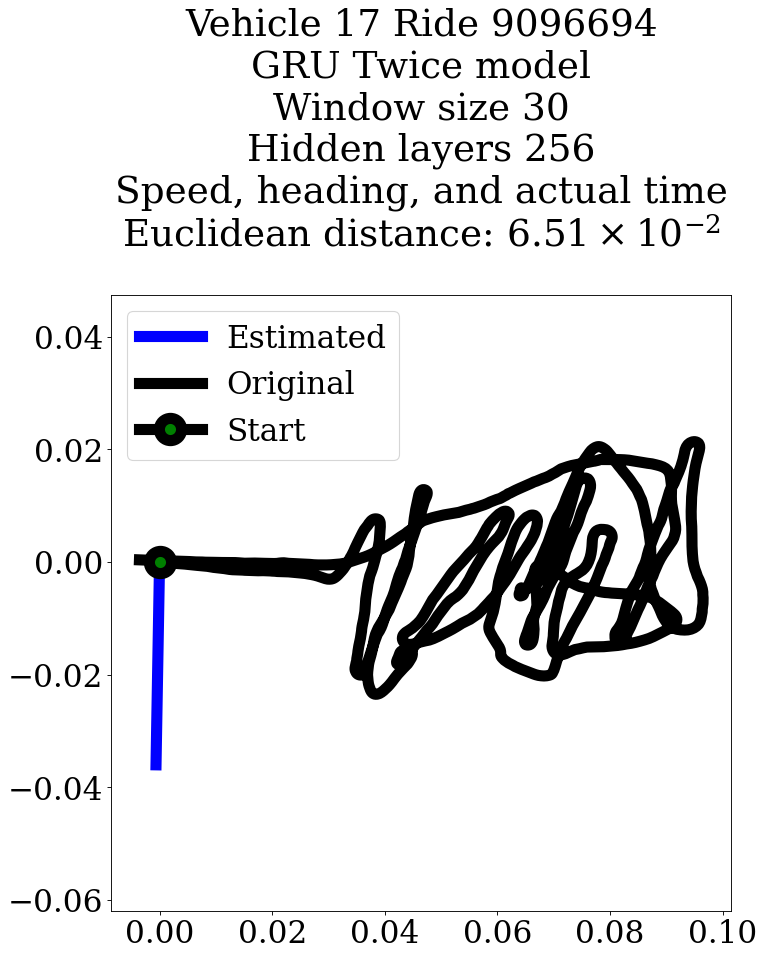 Vehicle 17 Ride 9096694
GRU Twice model
Window size 30
Hidden layers 256
Speed, heading, and actual time
Euclidean distance: 6.51 × 10⁻²
Estimated
Original
Start
0.04
0.02
0.00
−0.02
−0.04
−0.06
0.00 0.02 0.04 0.06 0.08 0.10